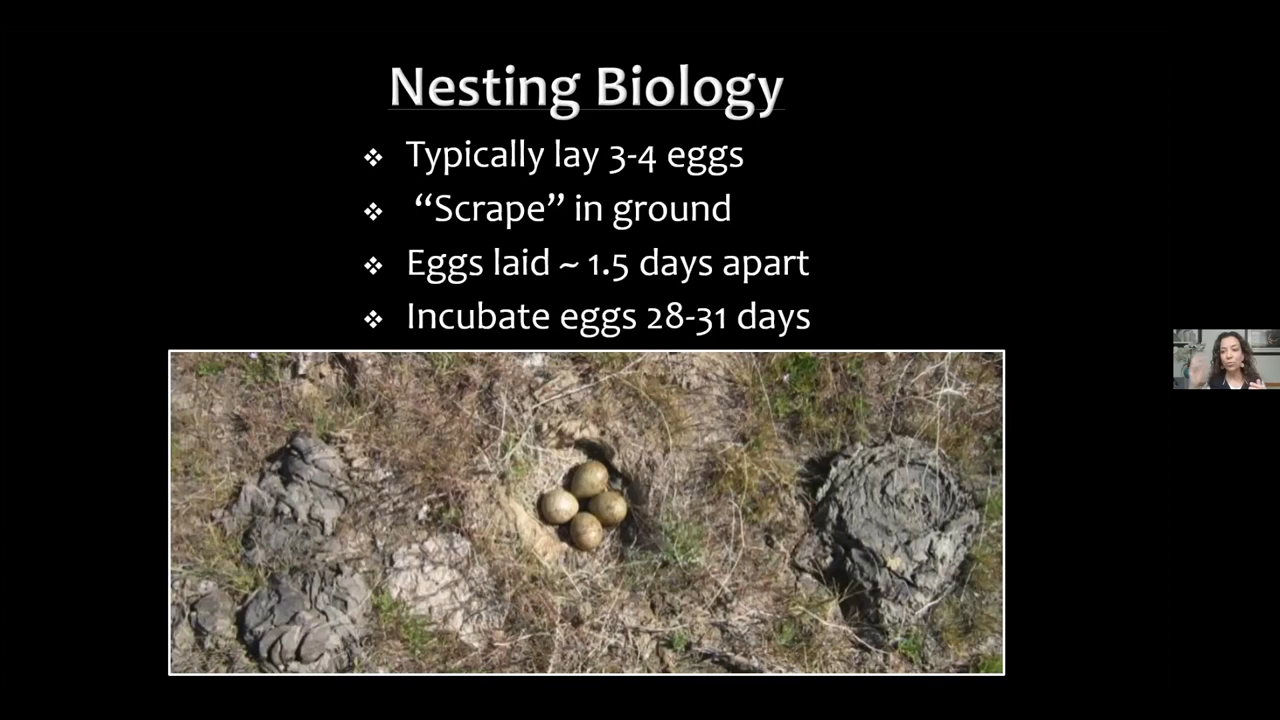 Nesting Biology
❖ Typically lay 3-4 eggs
❖ “Scrape” in ground
❖ Eggs laid ~ 1.5 days apart
❖ Incubate eggs 28-31 days